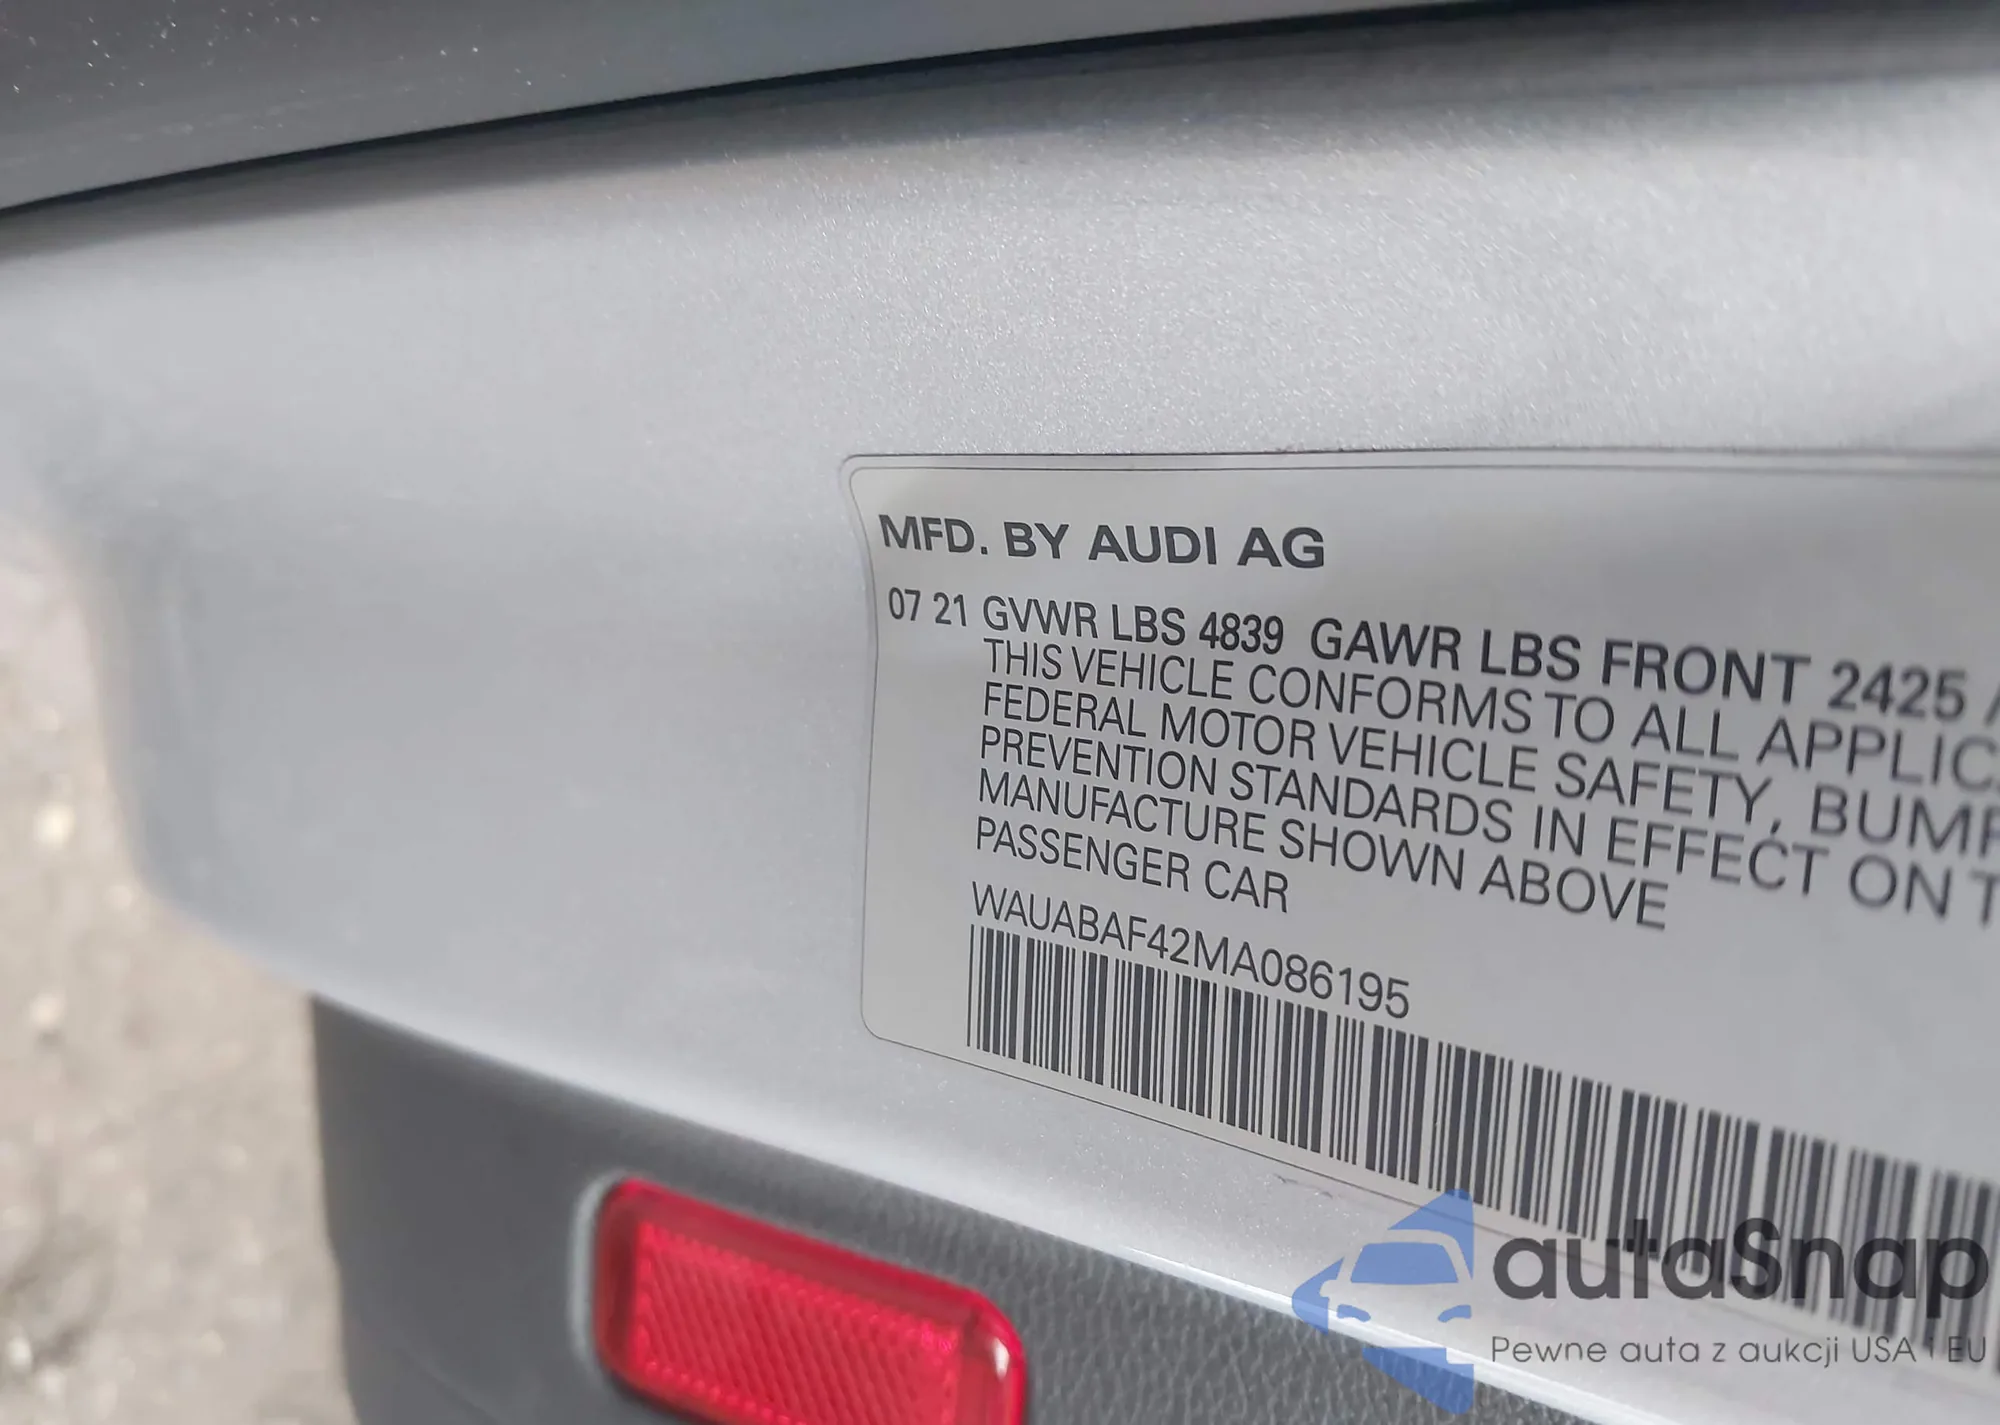 MFD. BY AUDI AG
07 21 GVWR LBS 4839 GAWR LBS FRONT 2425
THIS VEHICLE CONFORMS TO ALL
FEDERAL MOTOR VEHICLE SAFETY,
PREVENTION STANDARDS IN EFFECT ON
MANUFACTURE SHOWN ABOVE
PASSENGER CAR
WAUABAF42MA086195
autaSnap
Pewne auta z aukcji USA i EU